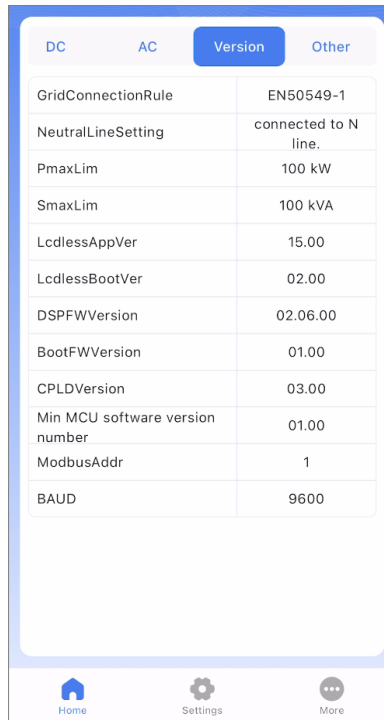 DC AC Version Other
GridConnectionRule EN50549-1
NeutralLineSetting connected to N
line.
PmaxLim 100 kW
SmaxLim 100 kVA
LcdlessAppVer 15.00
LcdlessBootVer 02.00
DSPFWVersion 02.06.00
BootFWVersion 01.00
CPLDVersion 03.00
Min MCU software version
number 01.00
ModbusAddr 1
BAUD 9600
Home Settings More